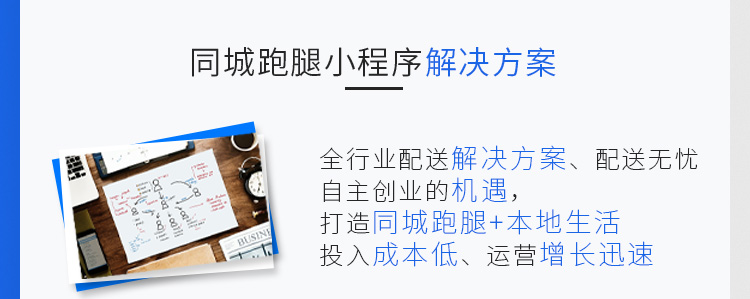 同城跑腿小程序解决方案
全行业配送解决方案、配送无忧
自主创业的机遇，
打造同城跑腿+本地生活
投入成本低、运营增长迅速
BUSINE